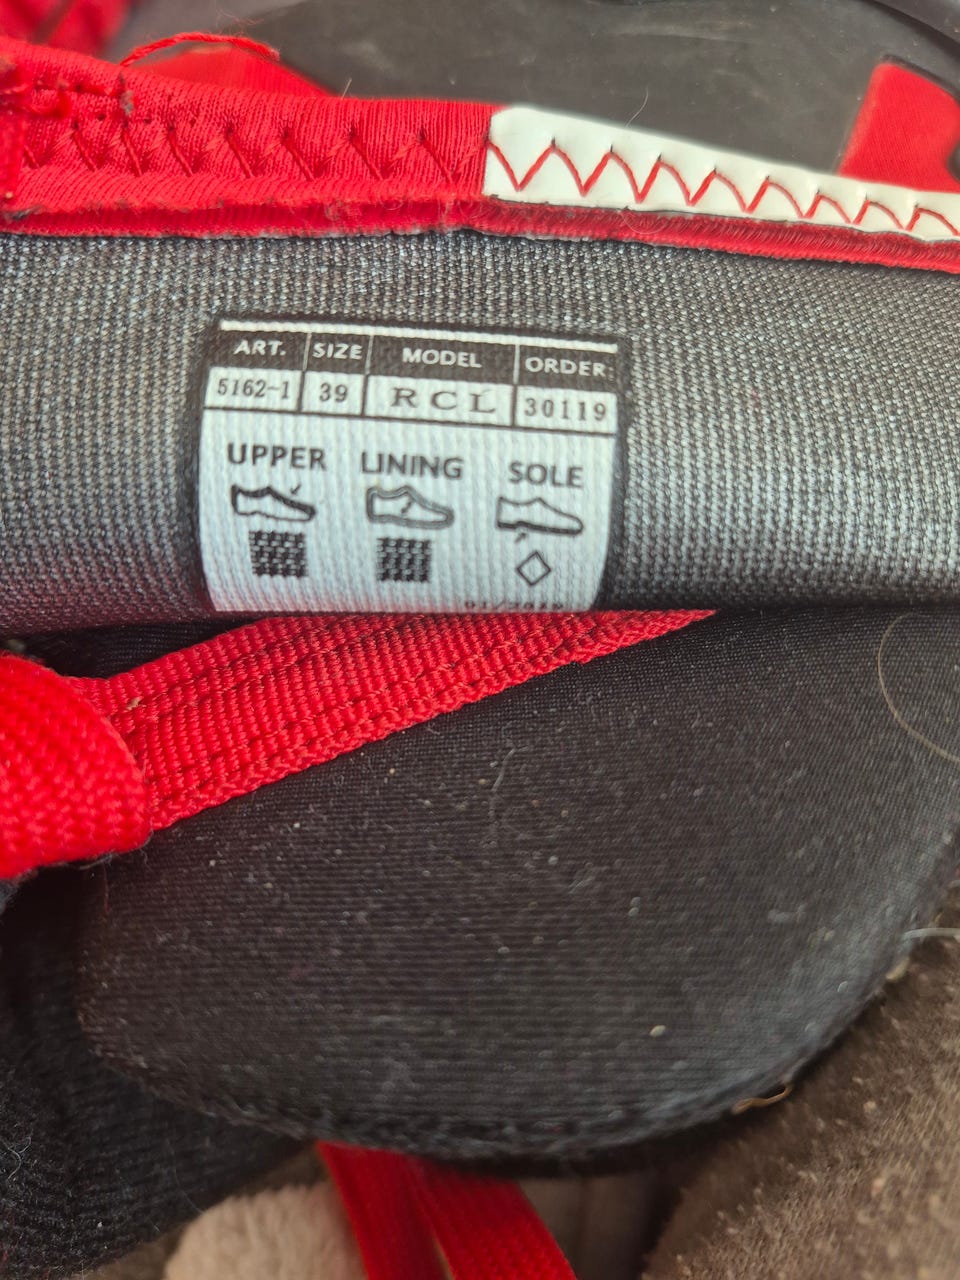 ART. SIZE MODEL ORDER:
5162-1 39 RCL 30119
UPPER LINING SOLE